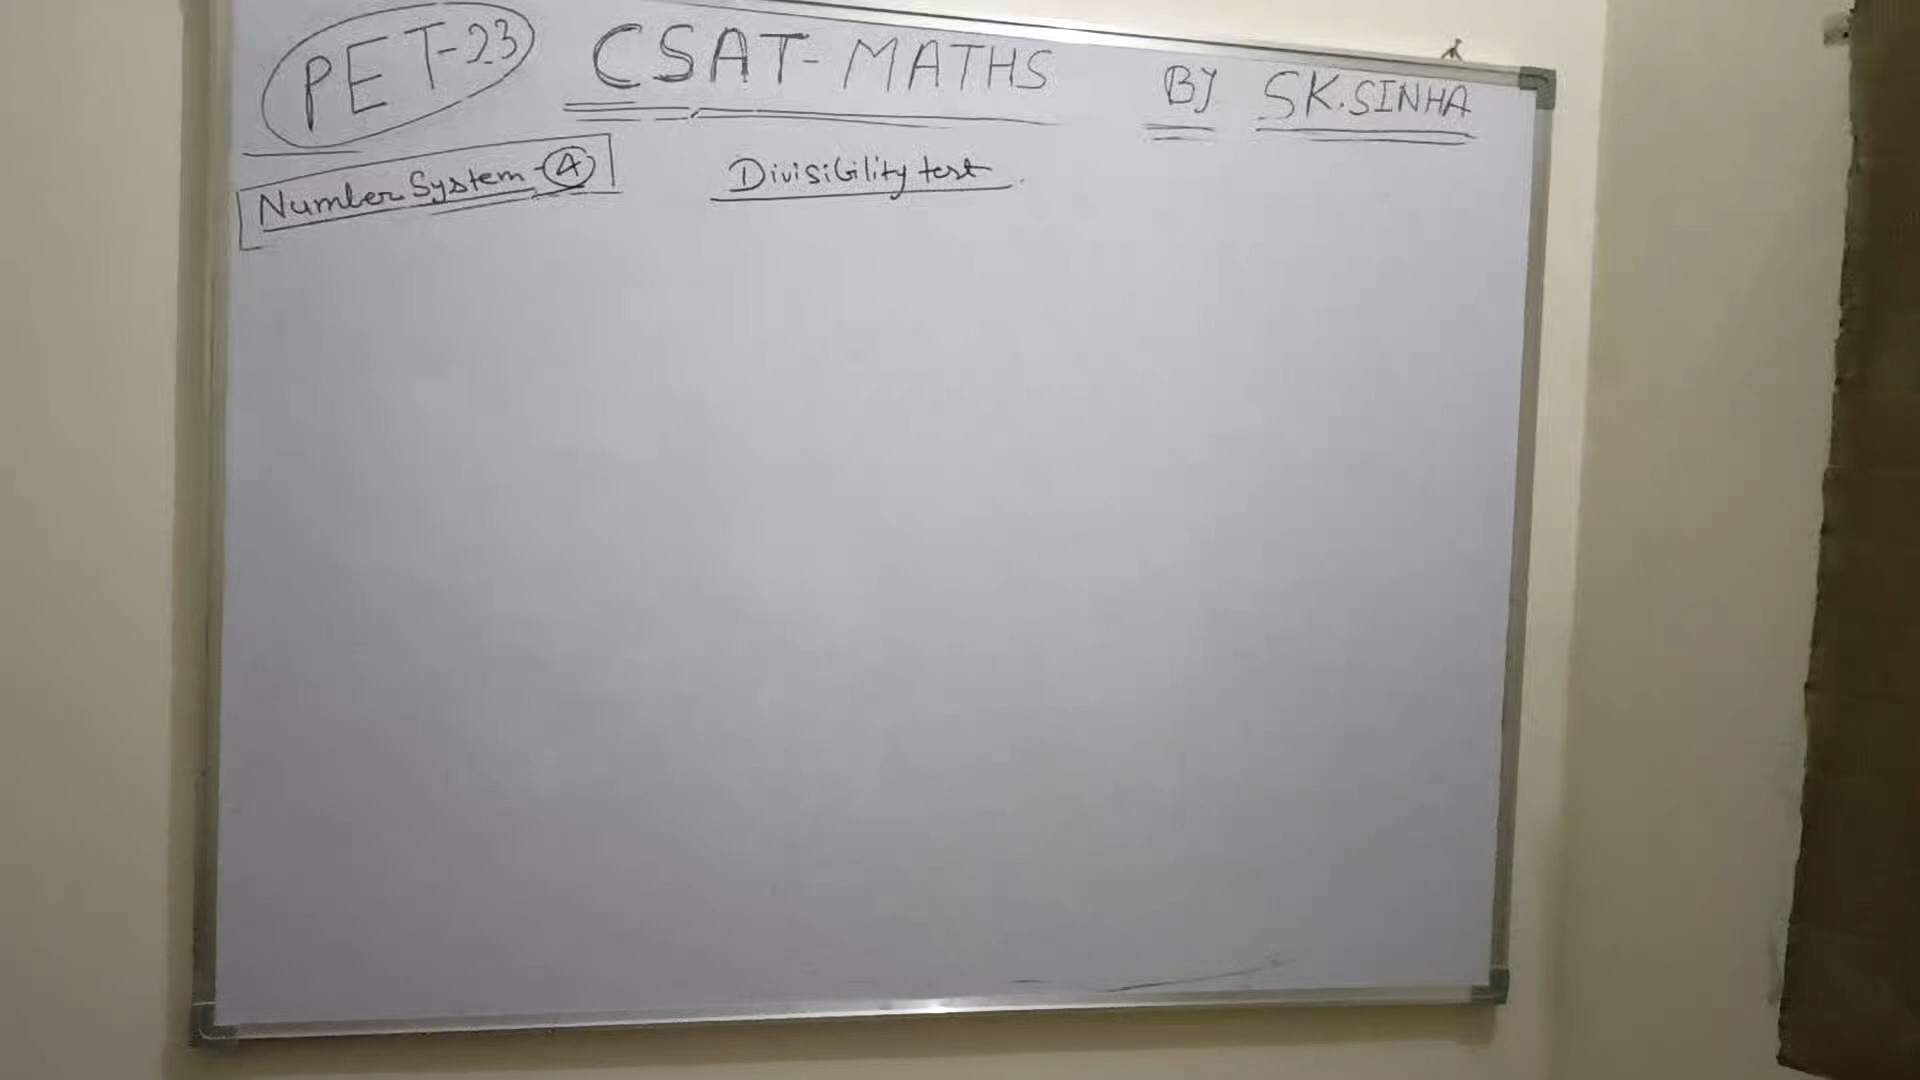 PET-23 CSAT-MATHS BY SK.SINHA
Number System-④ Divisibility test